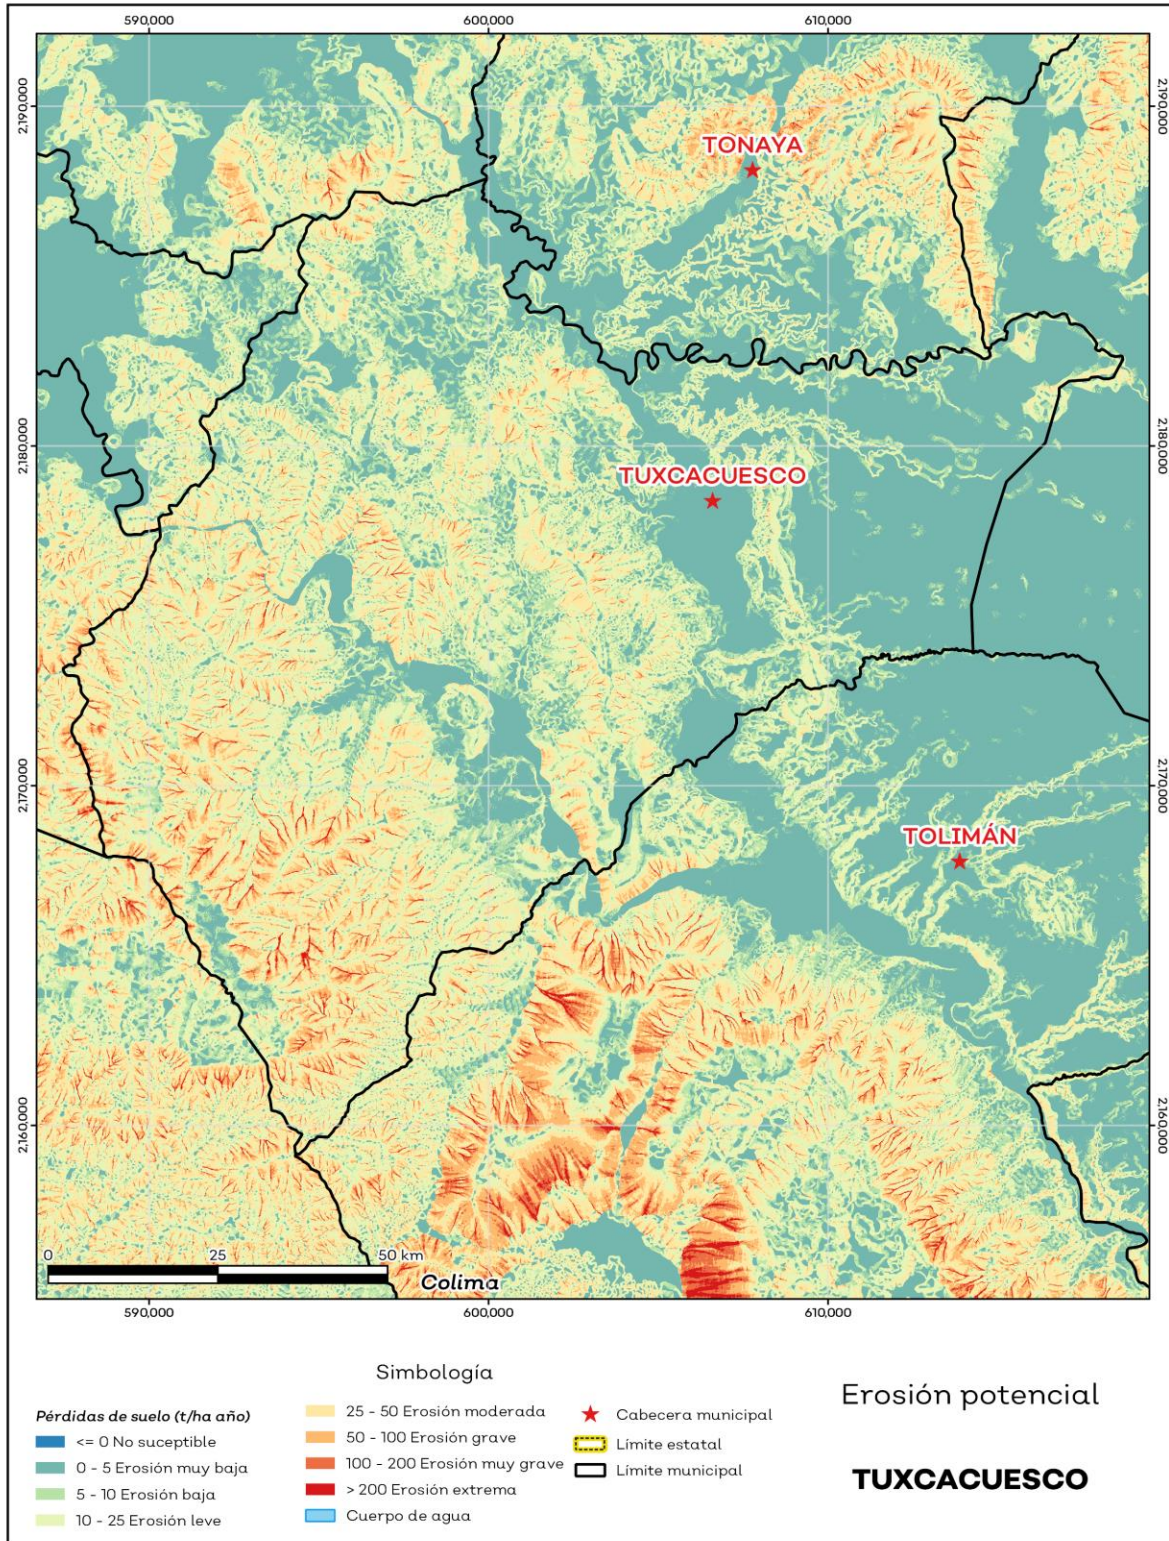 590,000
600,000
610,000
2,190,000
2,190,000
TONAYA
2,180,000
2,180,000
TUXCACUESCO
2,170,000
2,170,000
TOLIMÁN
2,160,000
2,160,000
0
25
50 km
Colima
590,000
600,000
610,000
Simbología
Pérdidas de suelo (t/ha año)
<= 0 No suceptible
0 - 5 Erosión muy baja
5 - 10 Erosión baja
10 - 25 Erosión leve
25 - 50 Erosión moderada
50 - 100 Erosión grave
100 - 200 Erosión muy grave
> 200 Erosión extrema
Cuerpo de agua
Cabecera municipal
Límite estatal
Límite municipal
Erosión potencial
TUXCACUESCO